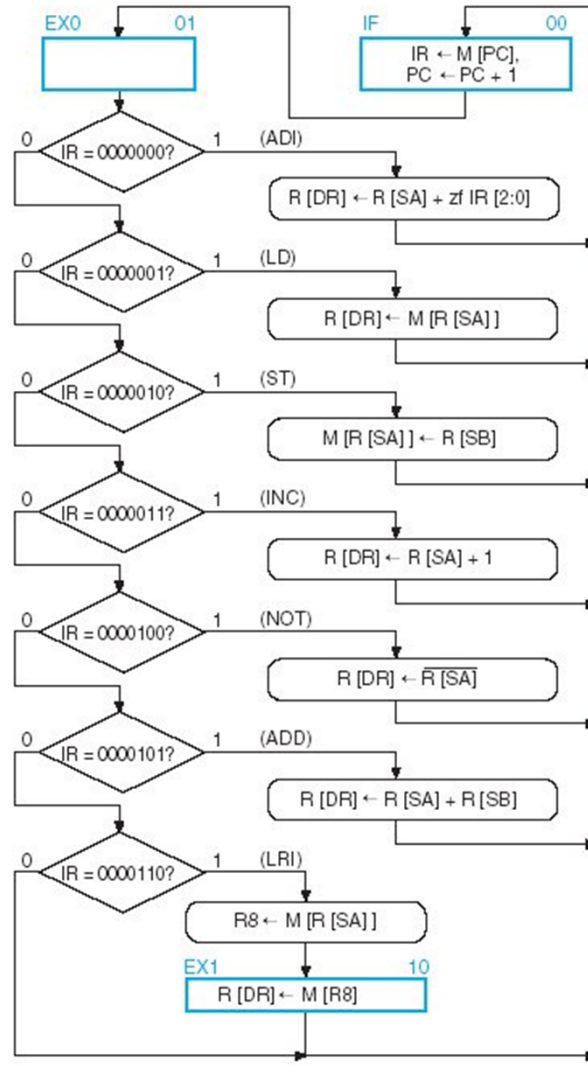 EX0 01
IF 00
IR ← M [PC],
PC ← PC + 1
0 IR = 0000000? 1 (ADI)
R [DR] ← R [SA] + zf IR [2:0]
0 IR = 0000001? 1 (LD)
R [DR] ← M [R [SA] ]
0 IR = 0000010? 1 (ST)
M [R [SA] ] ← R [SB]
0 IR = 0000011? 1 (INC)
R [DR] ← R [SA] + 1
0 IR = 0000100? 1 (NOT)
R [DR] ← R̅ ̅[̅S̅A̅]̅
0 IR = 0000101? 1 (ADD)
R [DR] ← R [SA] + R [SB]
0 IR = 0000110? 1 (LRI)
R8 ← M [R [SA] ]
EX1 10
R [DR] ← M [R8]